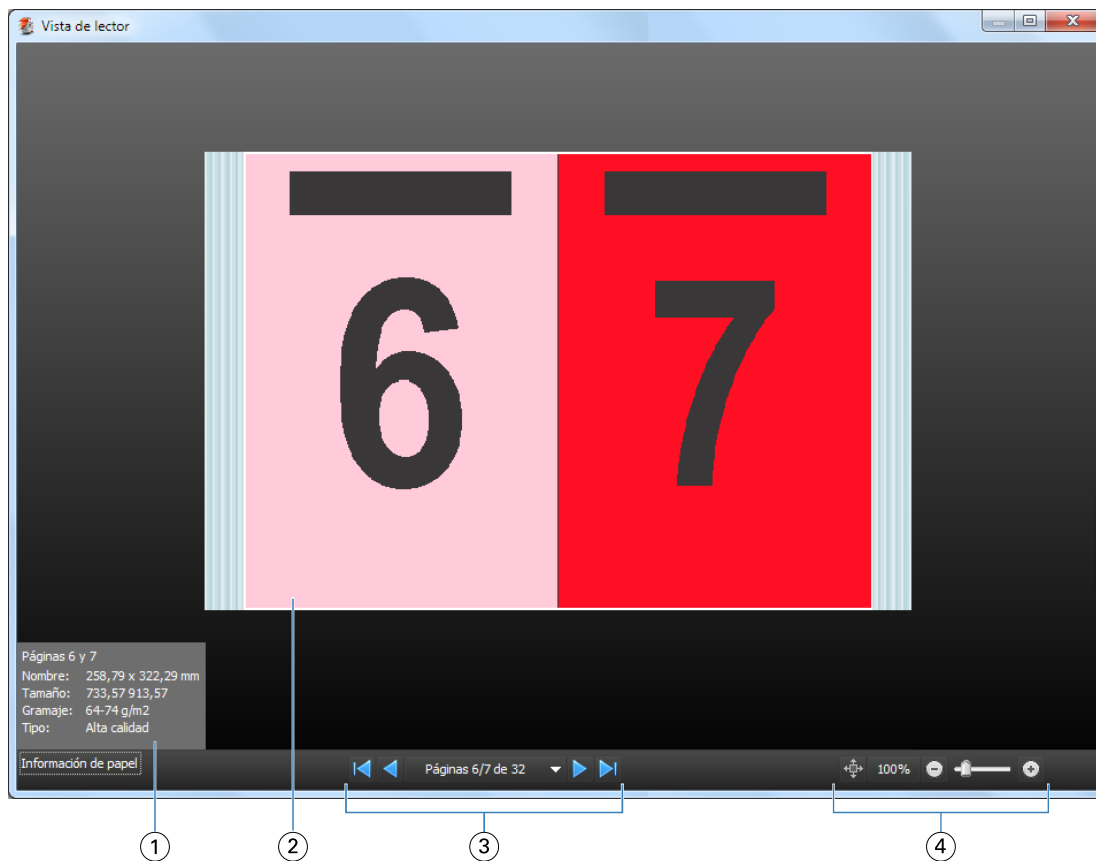 Vista de lector
6
7
Páginas 6 y 7
Nombre: 258,79 x 322,29 mm
Tamaño: 733,57 913,57
Gramaje: 64-74 g/m2
Tipo: Alta calidad
Información de papel
Páginas 6/7 de 32
100%
1
2
3
4